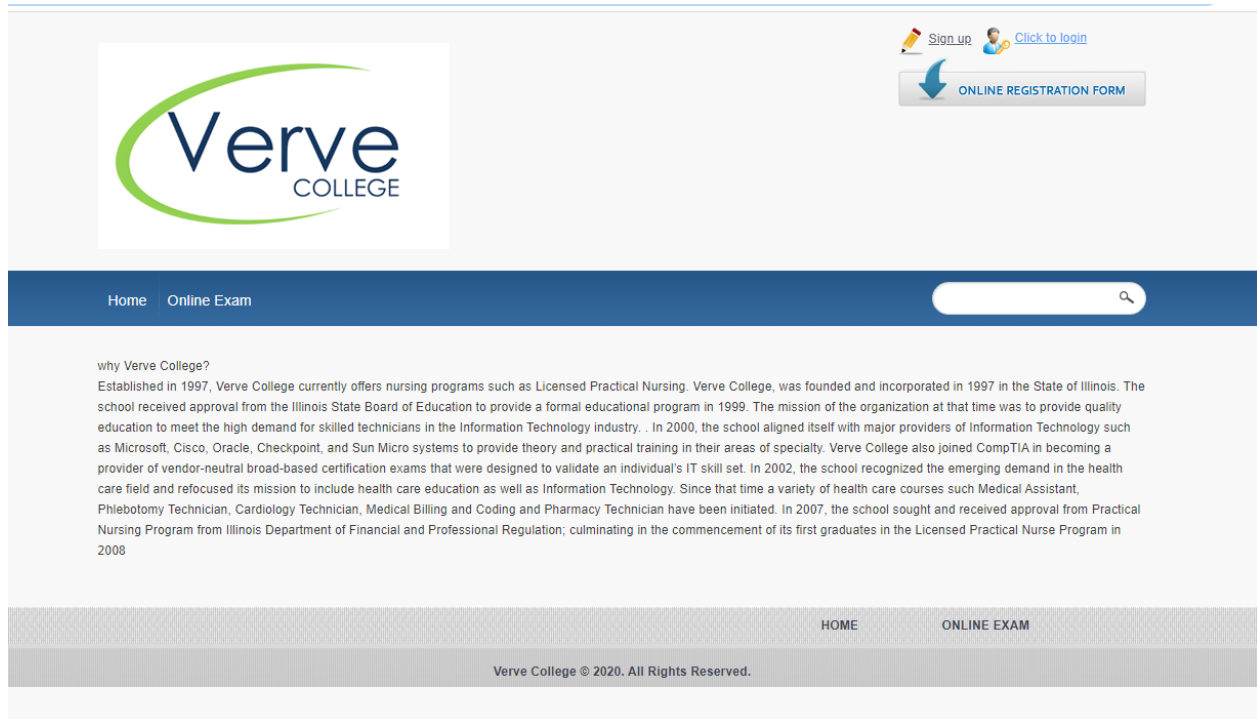 Sign up Click to login
ONLINE REGISTRATION FORM
Verve
COLLEGE
Home Online Exam
why Verve College?
Established in 1997, Verve College currently offers nursing programs such as Licensed Practical Nursing. Verve College, was founded and incorporated in 1997 in the State of Illinois. The
school received approval from the Illinois State Board of Education to provide a formal educational program in 1999. The mission of the organization at that time was to provide quality
education to meet the high demand for skilled technicians in the Information Technology industry. . In 2000, the school aligned itself with major providers of Information Technology such
as Microsoft, Cisco, Oracle, Checkpoint, and Sun Micro systems to provide theory and practical training in their areas of specialty. Verve College also joined CompTIA in becoming a
provider of vendor-neutral broad-based certification exams that were designed to validate an individual's IT skill set. In 2002, the school recognized the emerging demand in the health
care field and refocused its mission to include health care education as well as Information Technology. Since that time a variety of health care courses such Medical Assistant,
Phlebotomy Technician, Cardiology Technician, Medical Billing and Coding and Pharmacy Technician have been initiated. In 2007, the school sought and received approval from Practical
Nursing Program from Illinois Department of Financial and Professional Regulation; culminating in the commencement of its first graduates in the Licensed Practical Nurse Program in
2008
HOME ONLINE EXAM
Verve College © 2020. All Rights Reserved.